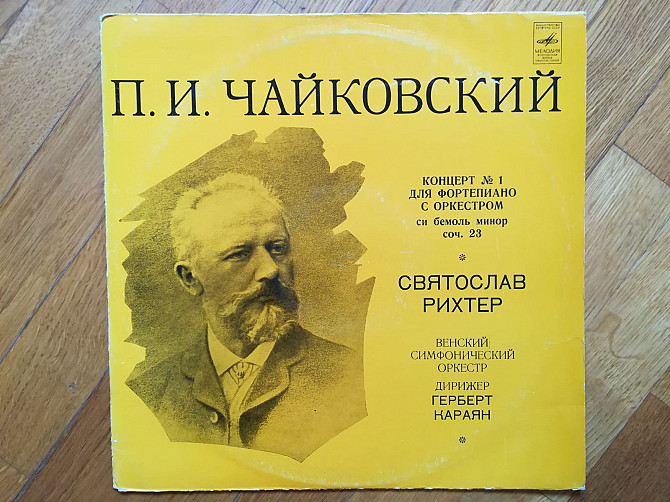 МЕЛОДИЯ
П. И. ЧАЙКОВСКИЙ
КОНЦЕРТ № 1
ДЛЯ ФОРТЕПИАНО
С ОРКЕСТРОМ
си бемоль минор
соч. 23
*
СВЯТОСЛАВ
РИХТЕР
ВЕНСКИЙ
СИМФОНИЧЕСКИЙ
ОРКЕСТР
ДИРИЖЕР
ГЕРБЕРТ
КАРАЯН
*